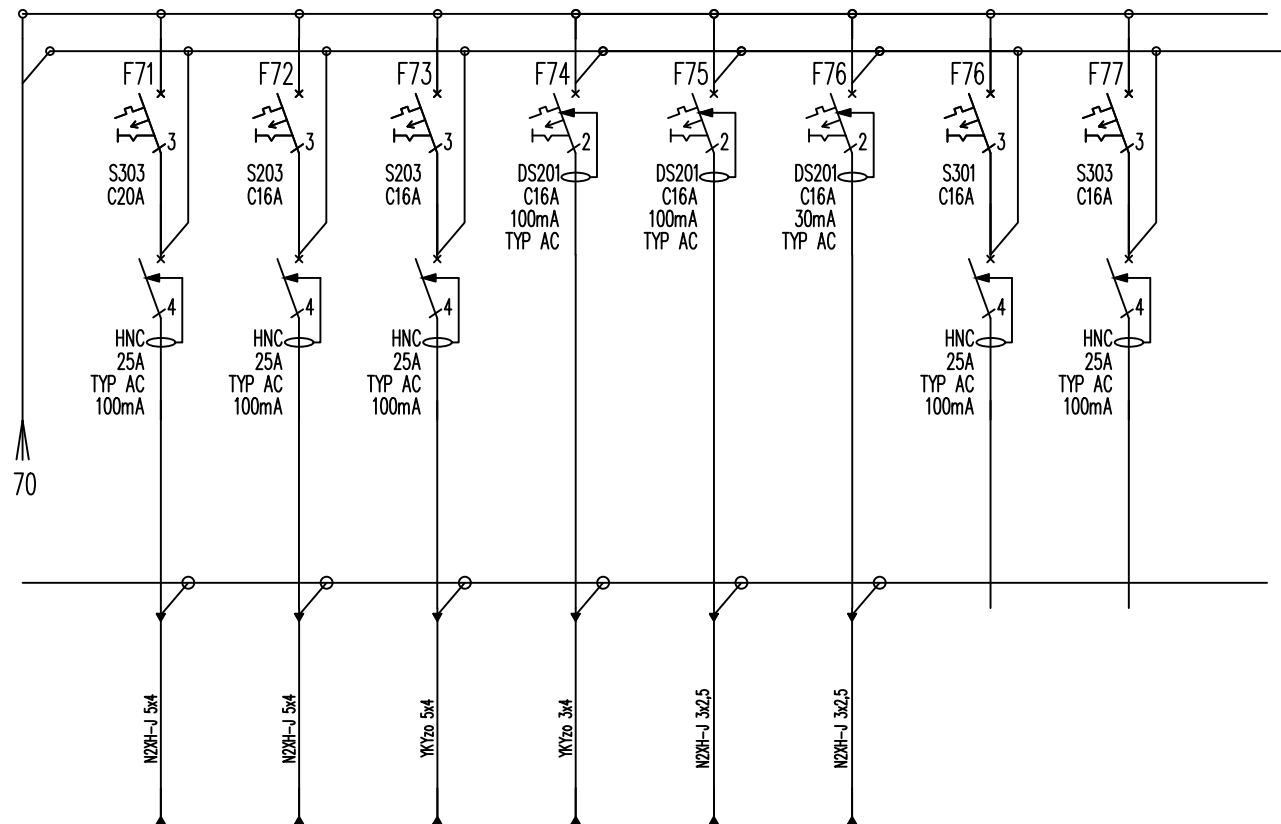 F71
3
S303
C20A
4
HNC
25A
TYP AC
100mA
N2XH-J 5x4
F72
3
S203
C16A
4
HNC
25A
TYP AC
100mA
N2XH-J 5x4
F73
3
S203
C16A
4
HNC
25A
TYP AC
100mA
YKYzo 5x4
F74
2
DS201
C16A
100mA
TYP AC
YKYzo 3x4
F75
2
DS201
C16A
100mA
TYP AC
N2XH-J 3x2,5
F76
2
DS201
C16A
30mA
TYP AC
N2XH-J 3x2,5
F76
3
S301
C16A
4
HNC
25A
TYP AC
100mA
F77
3
S303
C16A
4
HNC
25A
TYP AC
100mA
70